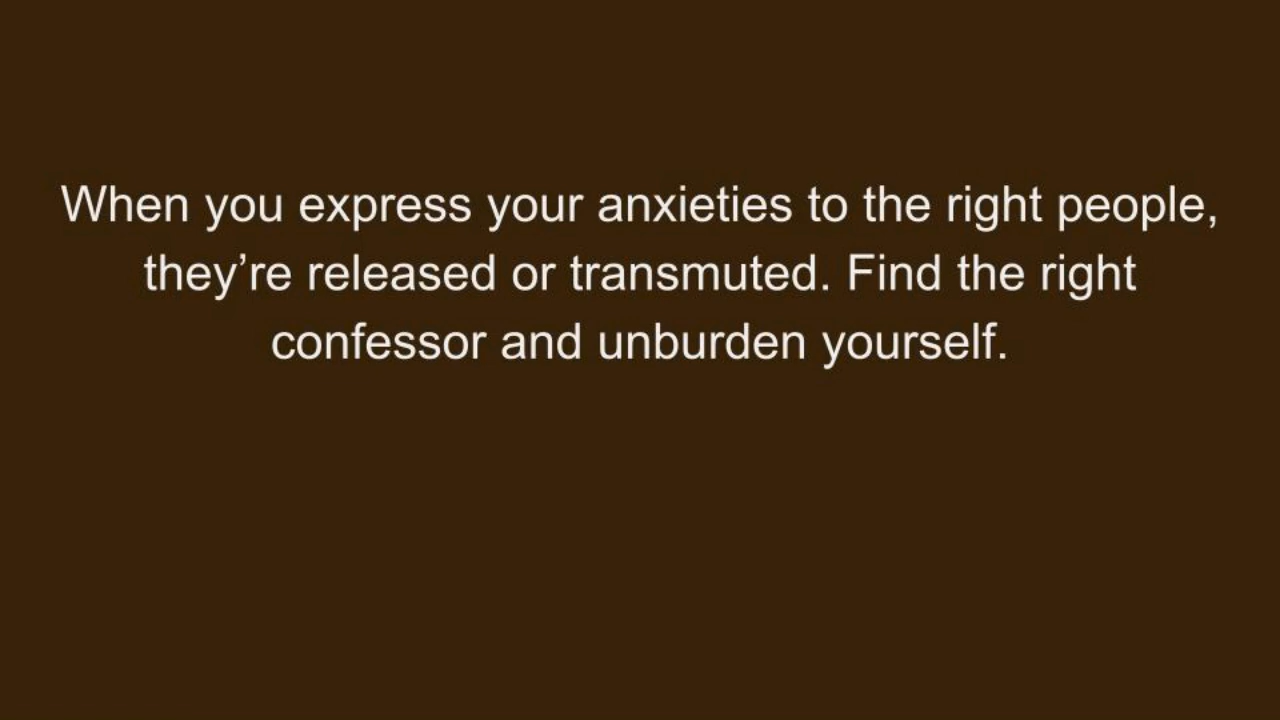 When you express your anxieties to the right people,
they’re released or transmuted. Find the right
confessor and unburden yourself.